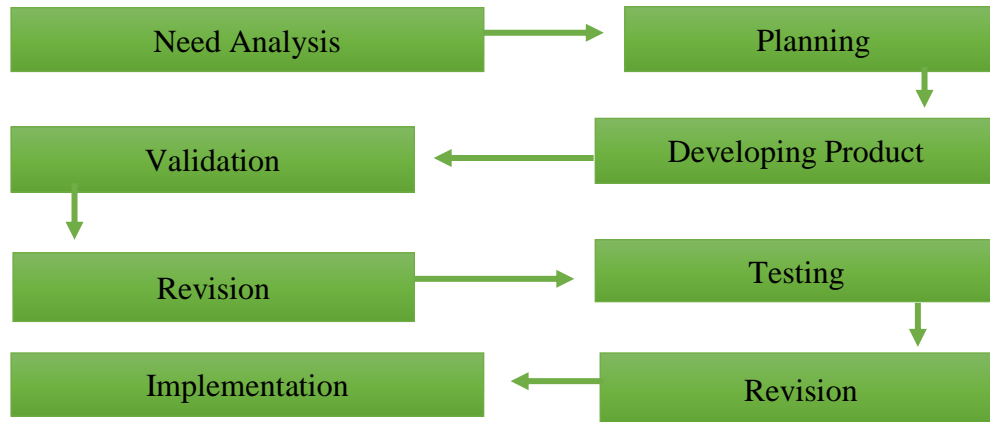 Need Analysis
Planning
Developing Product
Validation
Revision
Testing
Revision
Implementation